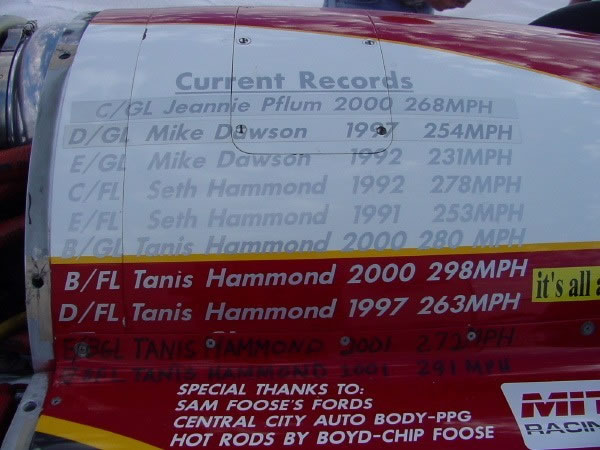 Current Records
C/GL Jeannie Pflum 2000 268MPH
D/GL Mike Dawson 1997 254MPH
E/GL Mike Dawson 1992 231MPH
C/FL Seth Hammond 1992 278MPH
E/FL Seth Hammond 1991 253MPH
B/GL Tanis Hammond 2000 280 MPH
B/FL Tanis Hammond 2000 298MPH
it's all a
D/FL Tanis Hammond 1997 263MPH
TANIS HAMMOND 2001 272MPH
TANIS HAMMOND 2001 291MPH
SPECIAL THANKS TO:
SAM FOOSE'S FORDS
CENTRAL CITY AUTO BODY-PPG
HOT RODS BY BOYD-CHIP FOOSE
RACING